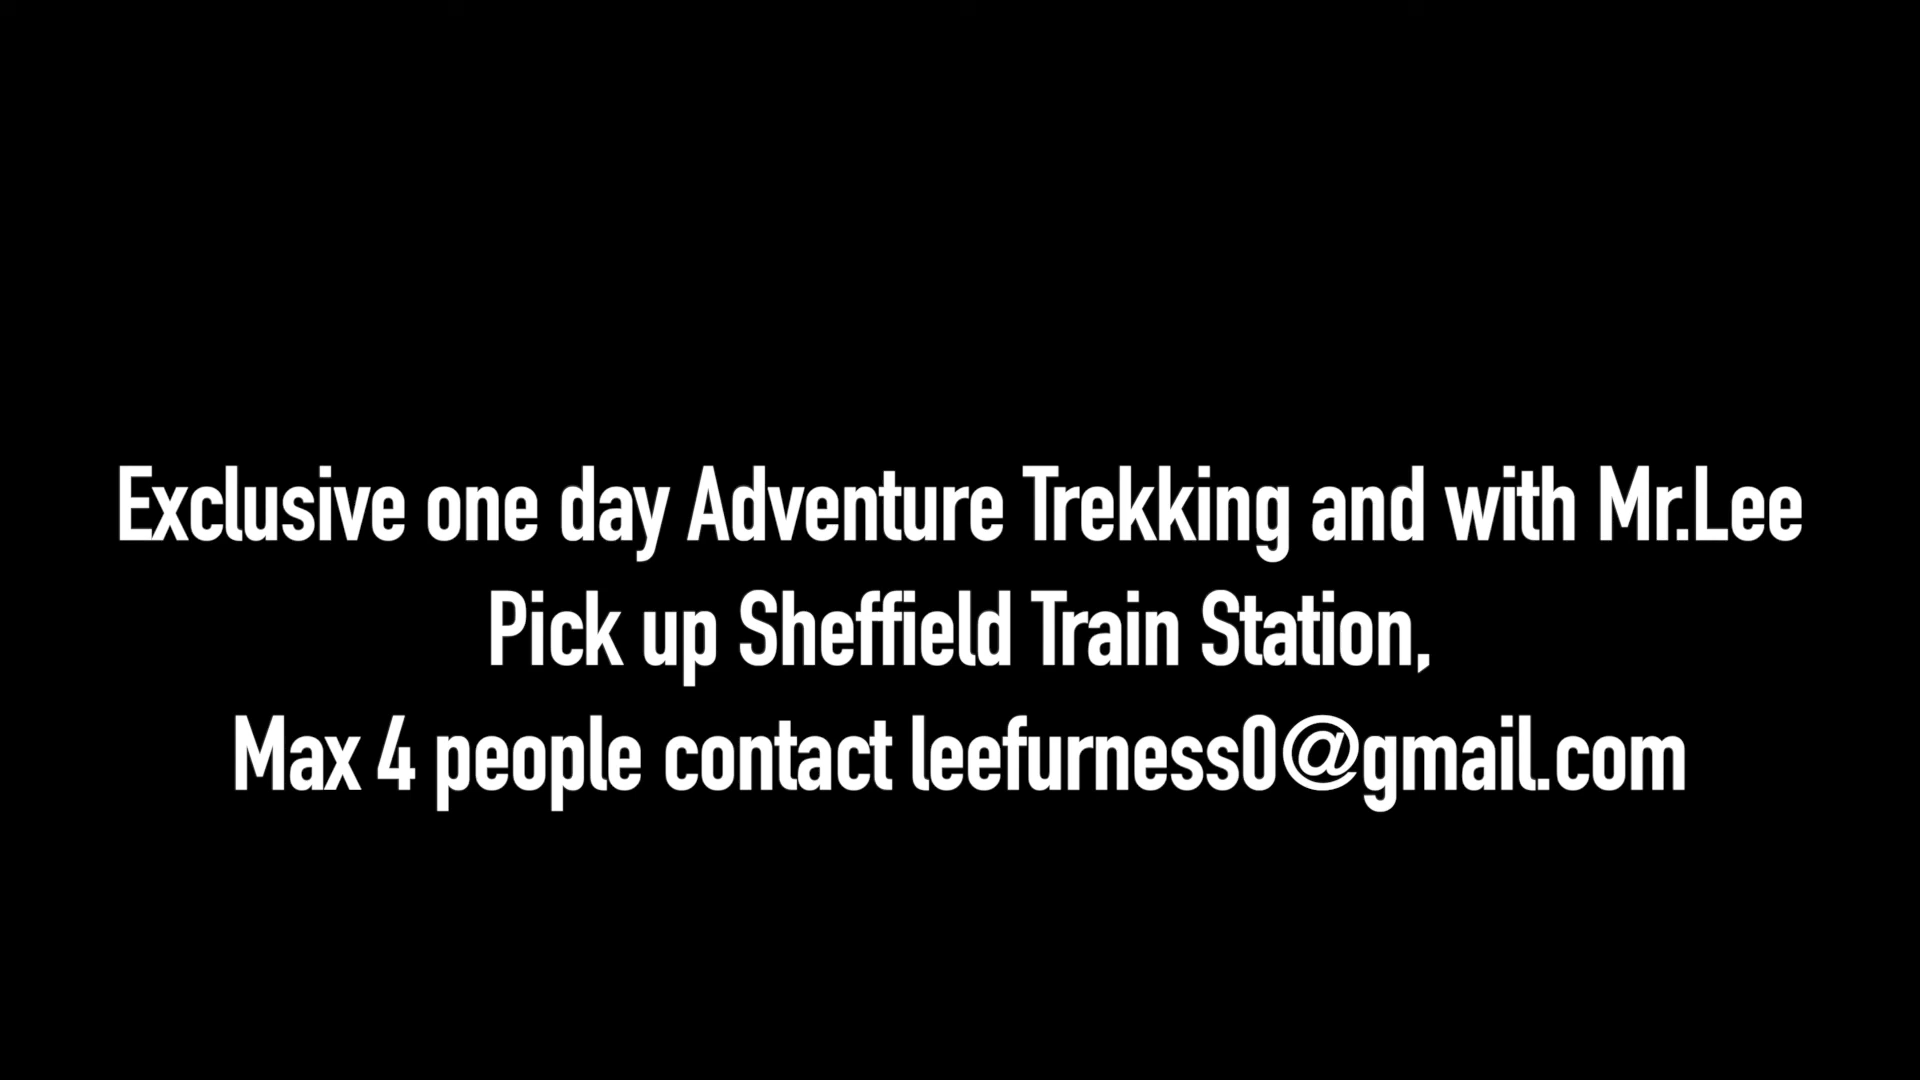 Exclusive one day Adventure Trekking and with Mr.Lee
Pick up Sheffield Train Station,
Max 4 people contact leefurness0@gmail.com